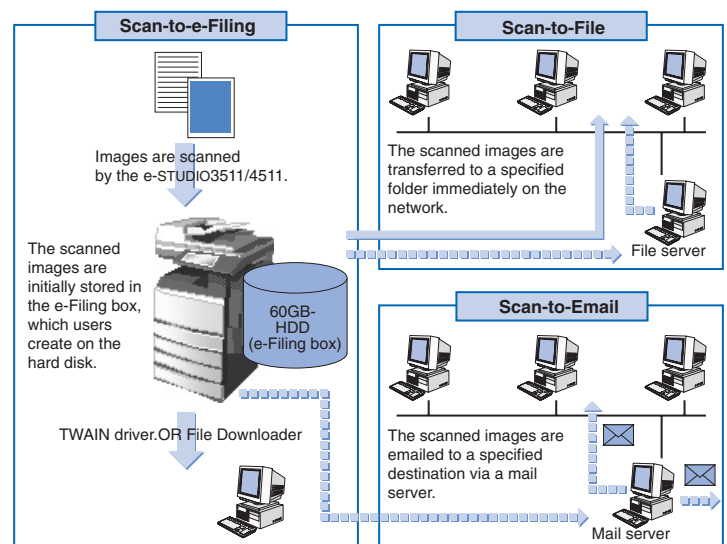 Scan-to-e-Filing
Images are scanned
by the e-STUDIO3511/4511.
The scanned
images are
initially stored in
the e-Filing box,
which users
create on the
hard disk.
60GB-
HDD
(e-Filing box)
TWAIN driver.OR File Downloader
Scan-to-File
The scanned images are
transferred to a specified
folder immediately on the
network.
File server
Scan-to-Email
The scanned images are
emailed to a specified
destination via a mail
server.
Mail server